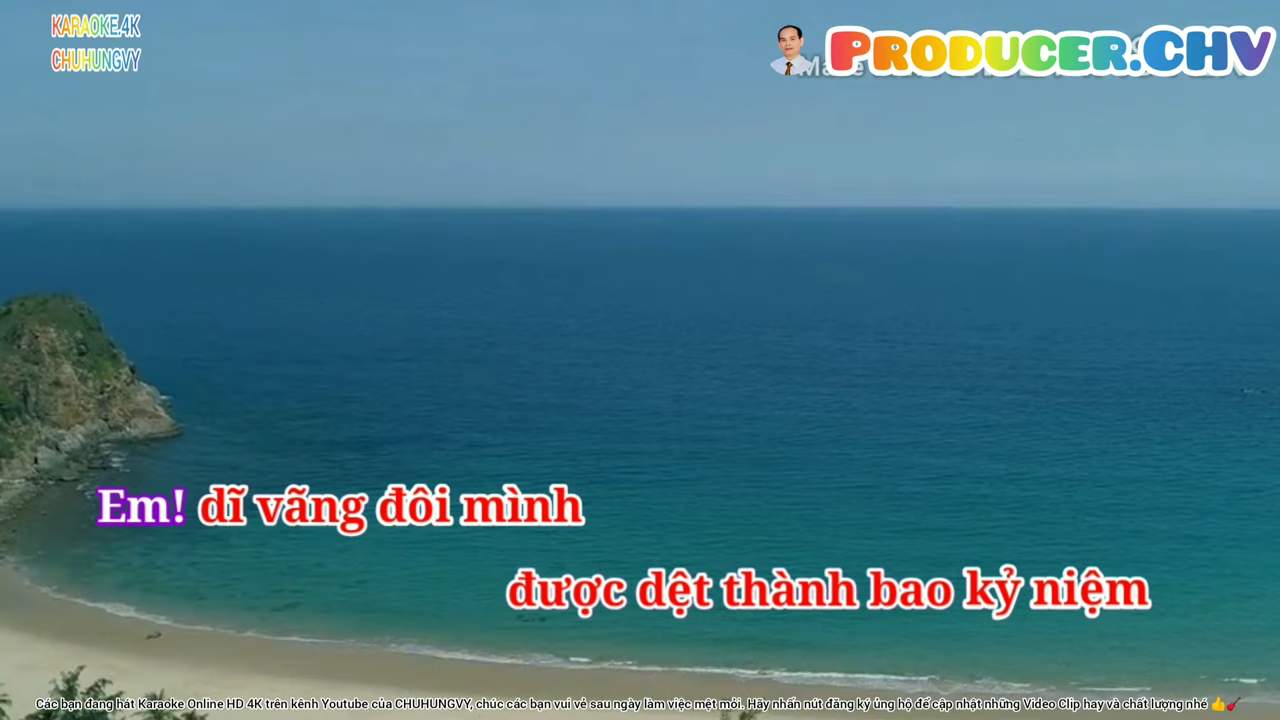 KARAOKE.4K
CHUHUNGVY
PRODUCER.CHV
Em! dĩ vãng đôi mình
được dệt thành bao kỷ niệm
Các bạn đang hát Karaoke Online HD 4K trên kênh Youtube của CHUHUNGVY, chúc các bạn vui vẻ sau ngày làm việc mệt mỏi. Hãy nhấn nút đăng ký ủng hộ để cập nhật những Video Clip hay và chất lượng nhé 👍🎸